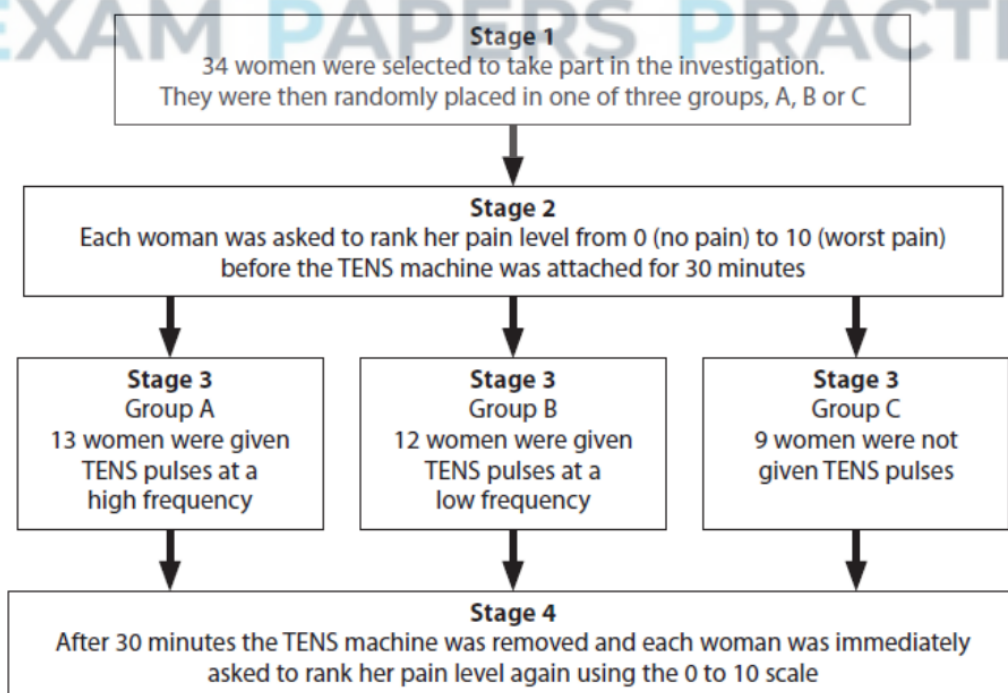 EXAM PAPERS PRACTI
Stage 1
34 women were selected to take part in the investigation.
They were then randomly placed in one of three groups, A, B or C
Stage 2
Each woman was asked to rank her pain level from 0 (no pain) to 10 (worst pain)
before the TENS machine was attached for 30 minutes
Stage 3
Group A
13 women were given
TENS pulses at a
high frequency
Stage 3
Group B
12 women were given
TENS pulses at a
low frequency
Stage 3
Group C
9 women were not
given TENS pulses
Stage 4
After 30 minutes the TENS machine was removed and each woman was immediately
asked to rank her pain level again using the 0 to 10 scale